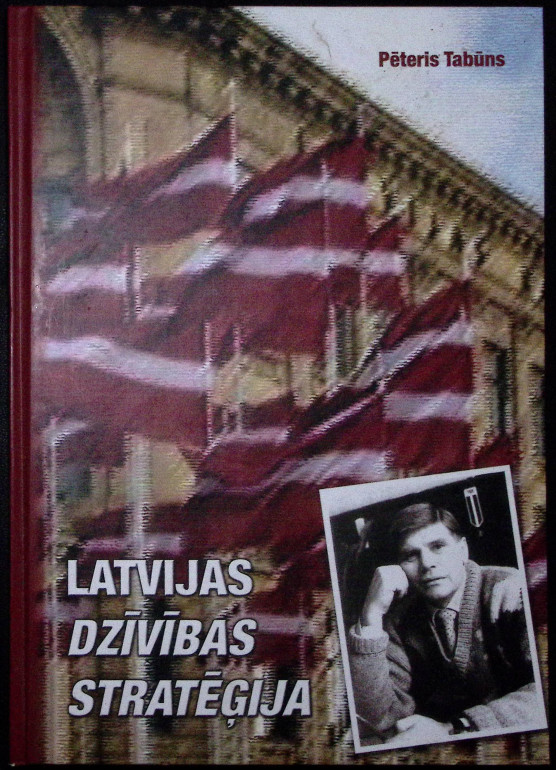 Pēteris Tabūns
LATVIJAS
DZĪVĪBAS
STRATĒĢIJA